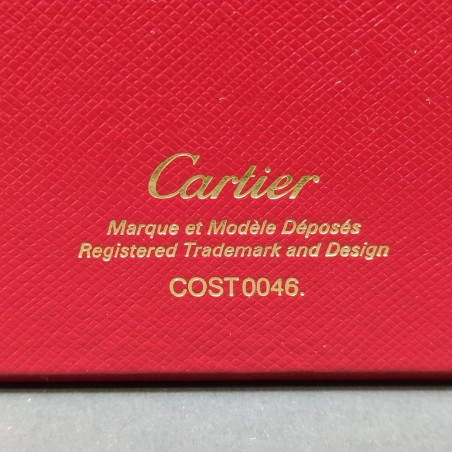 Cartier
Marque et Modèle Déposés
Registered Trademark and Design
COST0046.